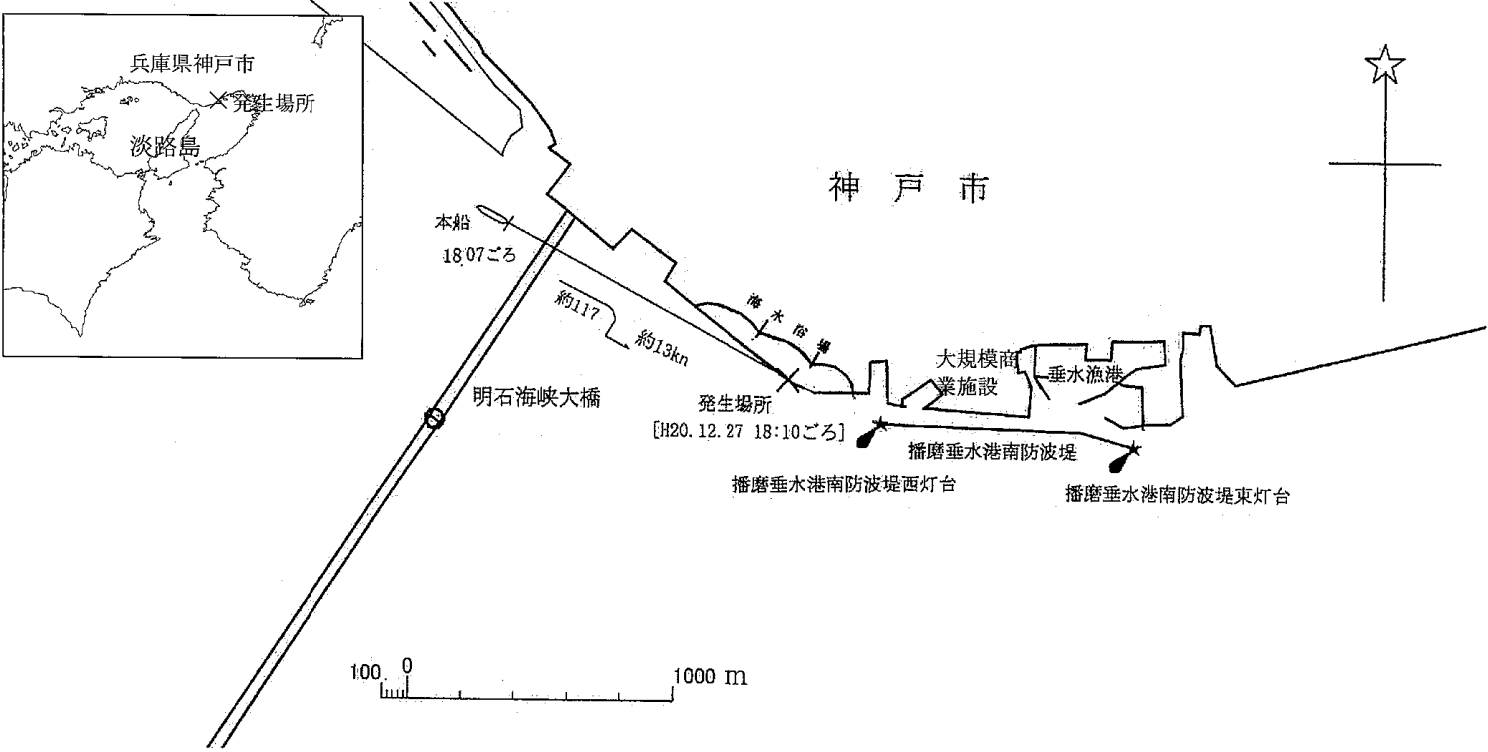 兵庫県神戸市
発生場所
淡路島
神戸市
本船
18:07ごろ
約117
約13kn
海水浴場
明石海峡大橋
発生場所
[H20.12.27 18:10ごろ]
大規模商
業施設
垂水漁港
播磨垂水港南防波堤
播磨垂水港南防波堤西灯台
播磨垂水港南防波堤東灯台
100 0 1000 m